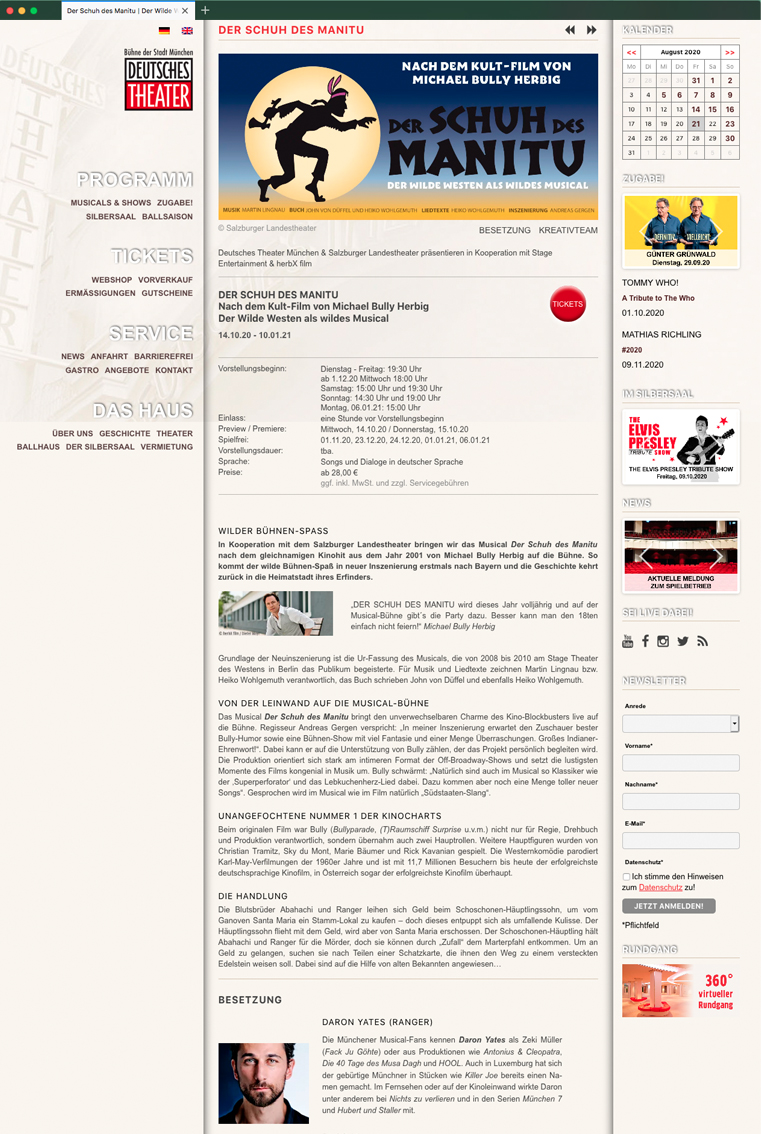 Der Schuh des Manitu | Der Wilde W
Bühne der Stadt München
DEUTSCHES
THEATER
PROGRAMM
MUSICALS & SHOWS ZUGABE!
SILBERSAAL BALLSAISON
TICKETS
WEBSHOP VORVERKAUF
ERMÄSSIGUNGEN GUTSCHEINE
SERVICE
NEWS ANFAHRT BARRIEREFREI
GASTRO ANGEBOTE KONTAKT
DAS HAUS
ÜBER UNS GESCHICHTE THEATER
BALLHAUS DER SILBERSAAL VERMIETUNG
DER SCHUH DES MANITU
NACH DEM KULT-FILM VON
MICHAEL BULLY HERBIG
DER SCHUH DES
MANITU
DER WILDE WESTEN ALS WILDES MUSICAL
MUSIK MARTIN LINGNAU BUCH JOHN VON DÜFFEL UND HEIKO WOHLGEMUTH LIEDTEXTE HEIKO WOHLGEMUTH INSZENIERUNG ANDREAS GERGEN
© Salzburger Landestheater
BESETZUNG KREATIVTEAM
Deutsches Theater München & Salzburger Landestheater präsentieren in Kooperation mit Stage
Entertainment & herbX film
DER SCHUH DES MANITU
Nach dem Kult-Film von Michael Bully Herbig
Der Wilde Westen als wildes Musical
TICKETS
14.10.20 - 10.01.21
Vorstellungsbeginn: Dienstag - Freitag: 19:30 Uhr
ab 1.12.20 Mittwoch 18:00 Uhr
Samstag: 15:00 Uhr und 19:30 Uhr
Sonntag: 14:30 Uhr und 19:00 Uhr
Montag, 06.01.21: 15:00 Uhr
Einlass: eine Stunde vor Vorstellungsbeginn
Preview / Premiere: Mittwoch, 14.10.20 / Donnerstag, 15.10.20
Spielfrei: 01.11.20, 23.12.20, 24.12.20, 01.01.21, 06.01.21
Vorstellungsdauer: tba.
Sprache: Songs und Dialoge in deutscher Sprache
Preise: ab 28,00 €
ggf. inkl. MwSt. und zzgl. Servicegebühren
WILDER BÜHNEN-SPASS
In Kooperation mit dem Salzburger Landestheater bringen wir das Musical Der Schuh des Manitu
nach dem gleichnamigen Kinohit aus dem Jahr 2001 von Michael Bully Herbig auf die Bühne. So
kommt der wilde Bühnen-Spaß in neuer Inszenierung erstmals nach Bayern und die Geschichte kehrt
zurück in die Heimatstadt ihres Erfinders.
„DER SCHUH DES MANITU wird dieses Jahr volljährig und auf der
Musical-Bühne gibt´s die Party dazu. Besser kann man den 18ten
einfach nicht feiern!“ Michael Bully Herbig
Grundlage der Neuinszenierung ist die Ur-Fassung des Musicals, die von 2008 bis 2010 am Stage Theater
des Westens in Berlin das Publikum begeisterte. Für Musik und Liedtexte zeichnen Martin Lingnau bzw.
Heiko Wohlgemuth verantwortlich, das Buch schrieben John von Düffel und ebenfalls Heiko Wohlgemuth.
VON DER LEINWAND AUF DIE MUSICAL-BÜHNE
Das Musical Der Schuh des Manitu bringt den unverwechselbaren Charme des Kino-Blockbusters live auf
die Bühne. Regisseur Andreas Gergen verspricht: „In meiner Inszenierung erwartet den Zuschauer bester
Bully-Humor sowie eine Bühnen-Show mit viel Fantasie und einer Menge Überraschungen. Großes Indianer-
Ehrenwort!“. Dabei kann er auf die Unterstützung von Bully zählen, der das Projekt persönlich begleiten wird.
Die Produktion orientiert sich stark am intimeren Format der Off-Broadway-Shows und setzt die lustigsten
Momente des Films kongenial in Musik um. Bully schwärmt: „Natürlich sind auch im Musical so Klassiker wie
der ‚Superperforator‘ und das Lebkuchenherz-Lied dabei. Dazu kommen aber noch eine Menge toller neuer
Songs“. Gesprochen wird im Musical wie im Film natürlich „Südstaaten-Slang“.
UNANGEFOCHTENE NUMMER 1 DER KINOCHARTS
Beim originalen Film war Bully (Bullyparade, (T)Raumschiff Surprise u.v.m.) nicht nur für Regie, Drehbuch
und Produktion verantwortlich, sondern übernahm auch zwei Hauptrollen. Weitere Hauptfiguren wurden von
Christian Tramitz, Sky du Mont, Marie Bäumer und Rick Kavanian gespielt. Die Westernkomödie parodiert
Karl-May-Verfilmungen der 1960er Jahre und ist mit 11,7 Millionen Besuchern bis heute der erfolgreichste
deutschsprachige Kinofilm, in Österreich sogar der erfolgreichste Kinofilm überhaupt.
DIE HANDLUNG
Die Blutsbrüder Abahachi und Ranger leihen sich Geld beim Schoschonen-Häuptlingssohn, um vom
Ganoven Santa Maria ein Stamm-Lokal zu kaufen – doch dieses entpuppt sich als umfallende Kulisse. Der
Häuptlingssohn flieht mit dem Geld, wird aber von Santa Maria erschossen. Der Schoschonen-Häuptling hält
Abahachi und Ranger für die Mörder, doch sie können durch „Zufall“ dem Marterpfahl entkommen. Um an
Geld zu gelangen, suchen sie nach Teilen einer Schatzkarte, die ihnen den Weg zu einem versteckten
Edelstein weisen soll. Dabei sind auf die Hilfe von alten Bekannten angewiesen…
BESETZUNG
DARON YATES (RANGER)
Die Münchener Musical-Fans kennen Daron Yates als Zeki Müller
(Fack Ju Göhte) oder aus Produktionen wie Antonius & Cleopatra,
Die 40 Tage des Musa Dagh und HOOL. Auch in Luxemburg hat sich
der gebürtige Münchner in Stücken wie Killer Joe bereits einen Na-
men gemacht. Im Fernsehen oder auf der Kinoleinwand wirkte Daron
unter anderem bei Nichts zu verlieren und in den Serien München 7
und Hubert und Staller mit.
KALENDER
<< August 2020 >>
Mo Di Mi Do Fr Sa So
27 28 29 30 31 1 2
3 4 5 6 7 8 9
10 11 12 13 14 15 16
17 18 19 20 21 22 23
24 25 26 27 28 29 30
31 1 2 3 4 5 6
ZUGABE!
DEFINITIV VIELLEICHT
GÜNTER GRÜNWALD
Dienstag, 29.09.20
TOMMY WHO!
A Tribute to The Who
01.10.2020
MATHIAS RICHLING
#2020
09.11.2020
IM SILBERSAAL
THE
ELVIS
PRESLEY
TRIBUTE SHOW
THE ELVIS PRESLEY TRIBUTE SHOW
Freitag, 09.10.2020
NEWS
AKTUELLE MELDUNG
ZUM SPIELBETRIEB
SEI LIVE DABEI!
You
NEWSLETTER
Anrede
Vorname*
Nachname*
E-Mail*
Datenschutz*
Ich stimme den Hinweisen
zum Datenschutz zu!
JETZT ANMELDEN!
*Pflichtfeld
RUNDGANG
360°
virtueller
Rundgang